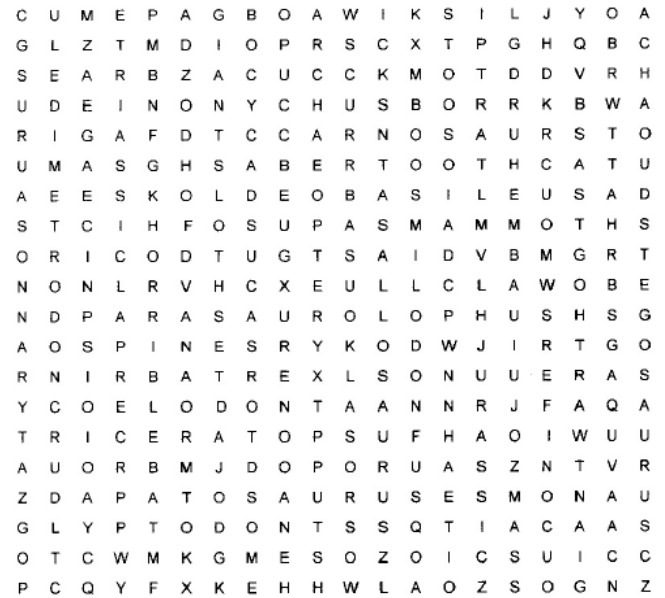 C U M E P A G B O A W I K S I L J Y O A
G L Z T M D I O P R S C X T P G H Q B C
S E A R B Z A C U C C K M O T D D V R H
U D E I N O N Y C H U S B O R R K B W A
R I G A F D T C C A R N O S A U R S T O
U M A S G H S A B E R T O O T H C A T U
A E E S K O L D E O B A S I L E U S A D
S T C I H F O S U P A S M A M M O T H S
O R I C O D T U G T S A I D V B M G R T
N O N L R V H C X E U L L C L A W O B E
N D P A R A S A U R O L O P H U S H S G
A O S P I N E S R Y K O D W J I R T G O
R N I R B A T R E X L S O N U U E R A S
Y C O E L O D O N T A A N N R J F A Q A
T R I C E R A T O P S U F H A O I W U U
A U O R B M J D O P O R U A S Z N T V R
Z D A P A T O S A U R U S E S M O N A U
G L Y P T O D O N T S S Q T I A C A A S
O T C W M K G M E S O Z O I C S U I C C
P C Q Y F X K E H H W L A O Z S O G N Z